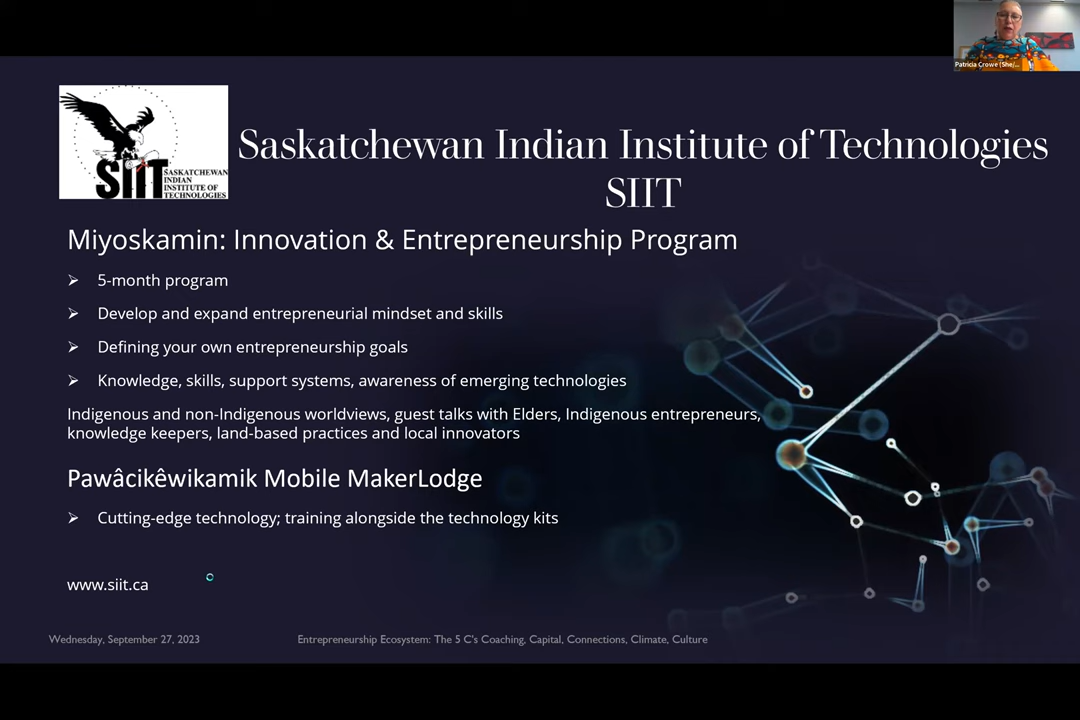 Patricia Crowe (She/...
SIIT
SASKATCHEWAN
INDIAN
INSTITUTE OF
TECHNOLOGIES
Saskatchewan Indian Institute of Technologies
SIIT
Miyoskamin: Innovation & Entrepreneurship Program
➢ 5-month program
➢ Develop and expand entrepreneurial mindset and skills
➢ Defining your own entrepreneurship goals
➢ Knowledge, skills, support systems, awareness of emerging technologies
Indigenous and non-Indigenous worldviews, guest talks with Elders, Indigenous entrepreneurs,
knowledge keepers, land-based practices and local innovators
Pawâcikêwikamik Mobile MakerLodge
➢ Cutting-edge technology; training alongside the technology kits
www.siit.ca
Wednesday, September 27, 2023
Entrepreneurship Ecosystem: The 5 C's Coaching, Capital, Connections, Climate, Culture